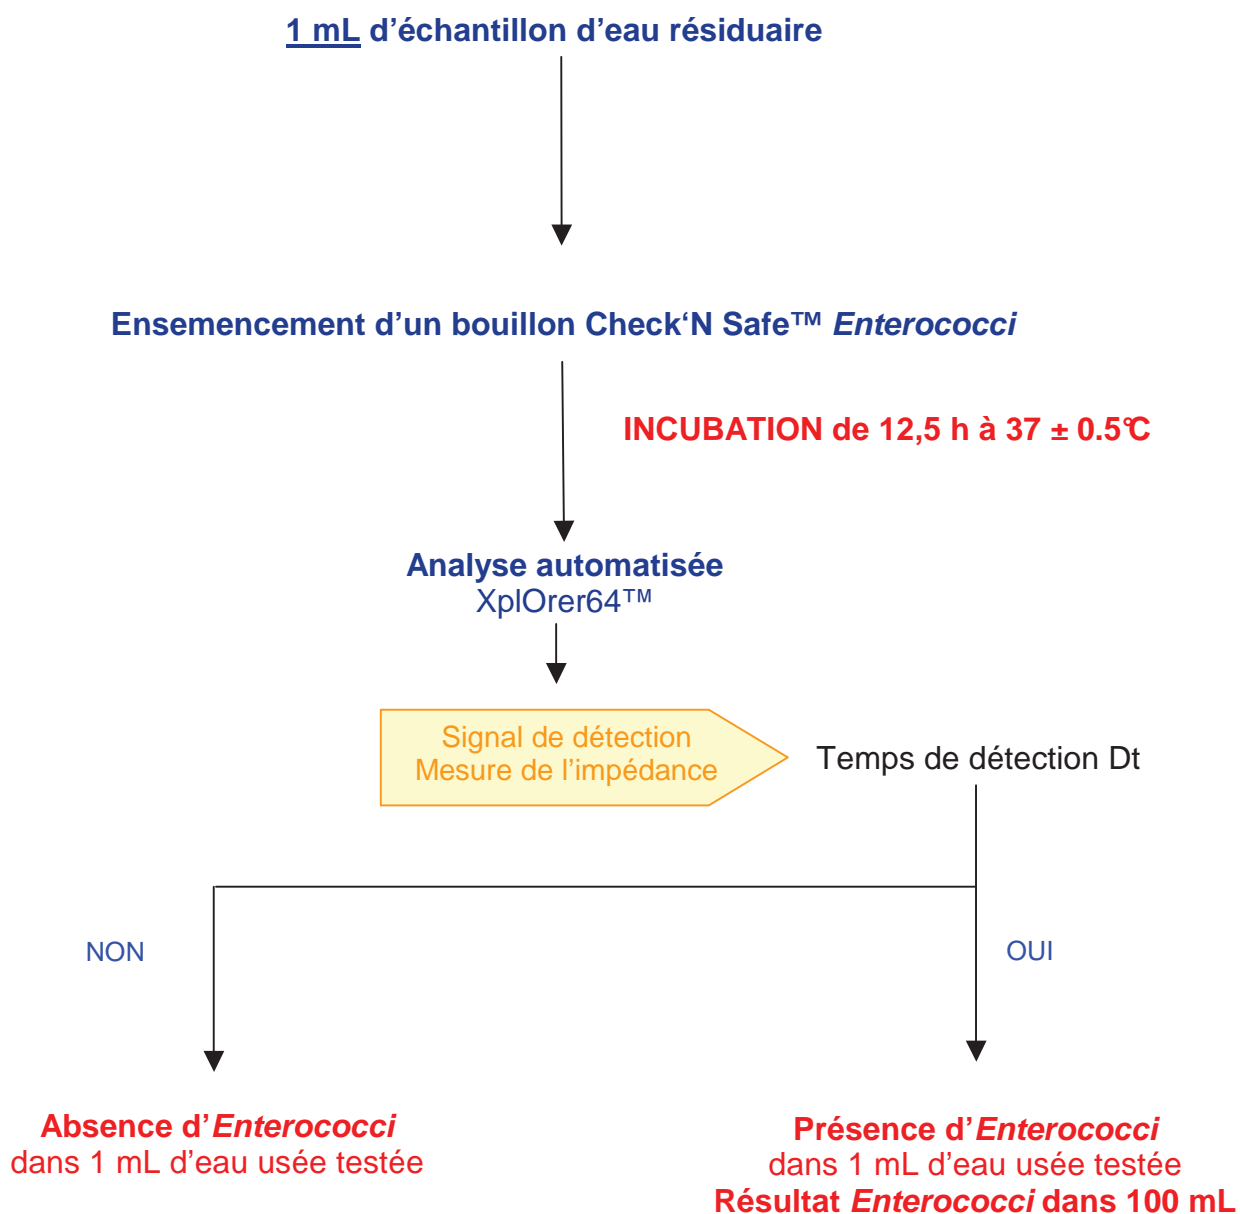 1 mL d’échantillon d’eau résiduaire
Ensemencement d’un bouillon Check‘N Safe™ Enterococci
INCUBATION de 12,5 h à 37 ± 0.5°C
Analyse automatisée
XplOrer64™
Signal de détection
Mesure de l’impédance
Temps de détection Dt
NON
OUI
Absence d’Enterococci
dans 1 mL d’eau usée testée
Présence d’Enterococci
dans 1 mL d’eau usée testée
Résultat Enterococci dans 100 mL